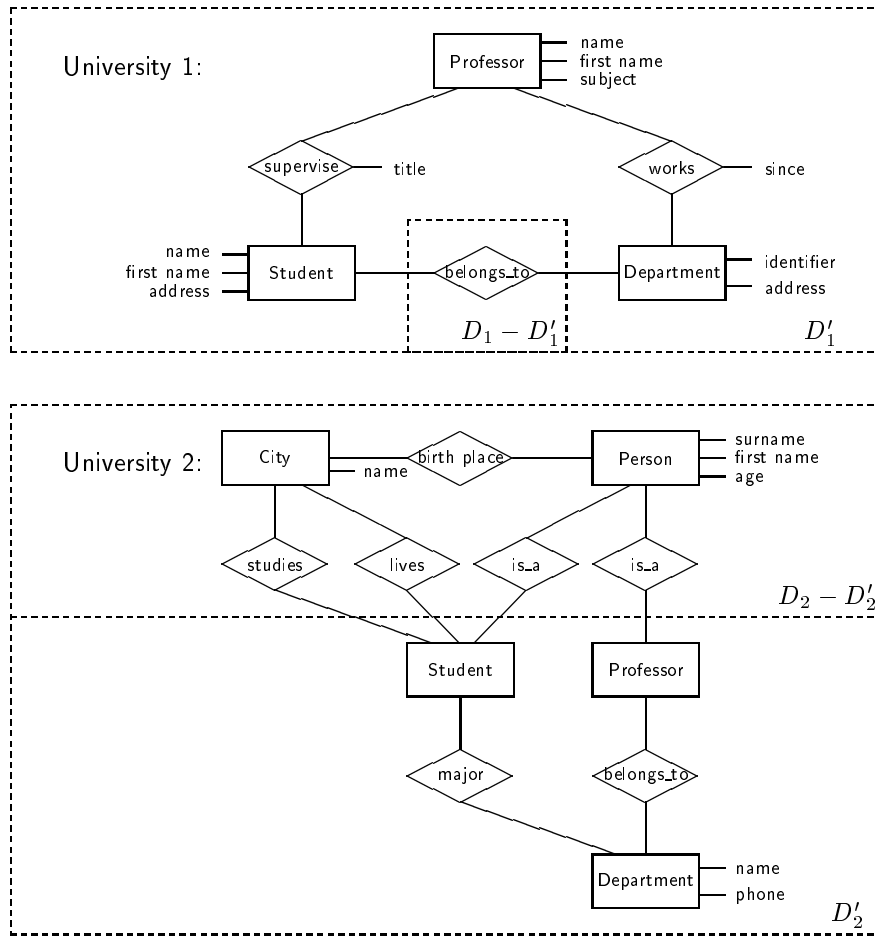 University 1:
Professor
name
first name
subject
supervise
title
works
since
name
first name
address
Student
belongs_to
Department
identifier
address
D₁ − D′₁
D′₁
University 2:
City
name
birth place
Person
surname
first name
age
studies
lives
is_a
is_a
D₂ − D′₂
Student
Professor
major
belongs_to
Department
name
phone
D′₂